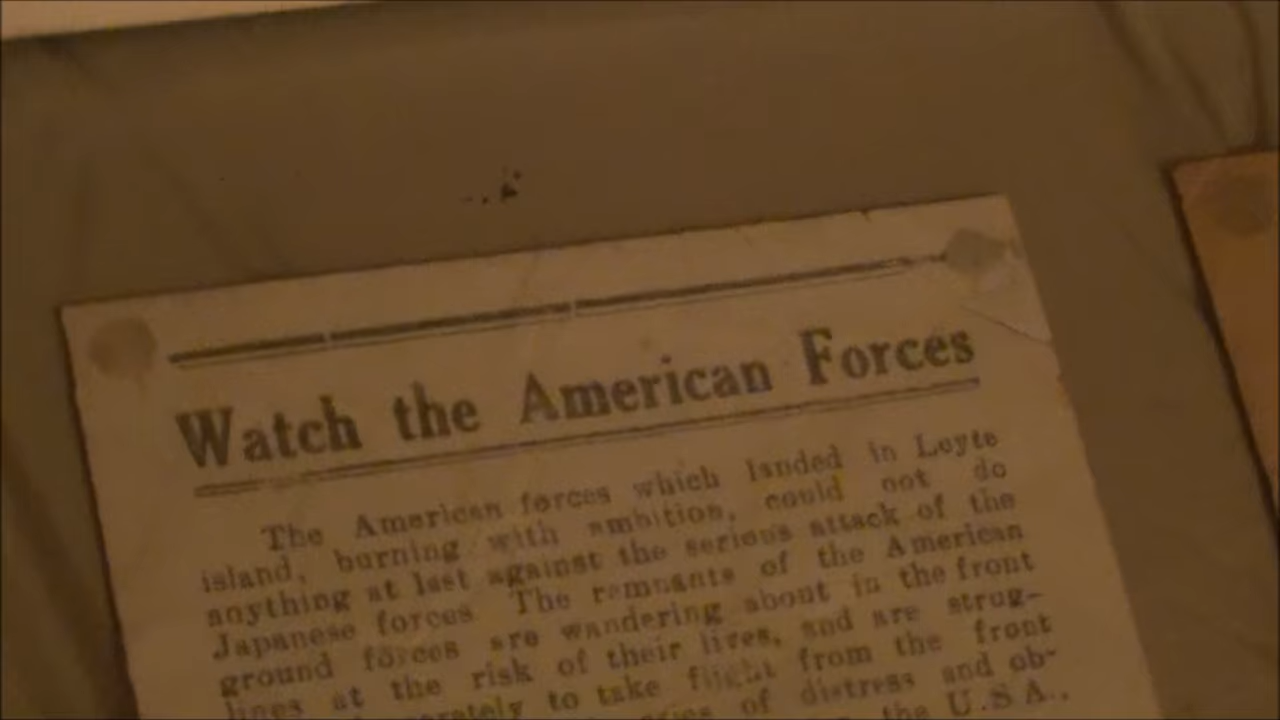 Watch the American Forces
The American forces which landed in Leyte
island, burning with ambition, could not do
anything at last against the serious attack of the
Japanese forces The remnants of the American
ground forces are wandering about in the front
lines at the risk of their lives, and are strug-
to take flight from the front
of distress and ob-
the U.S.A.,